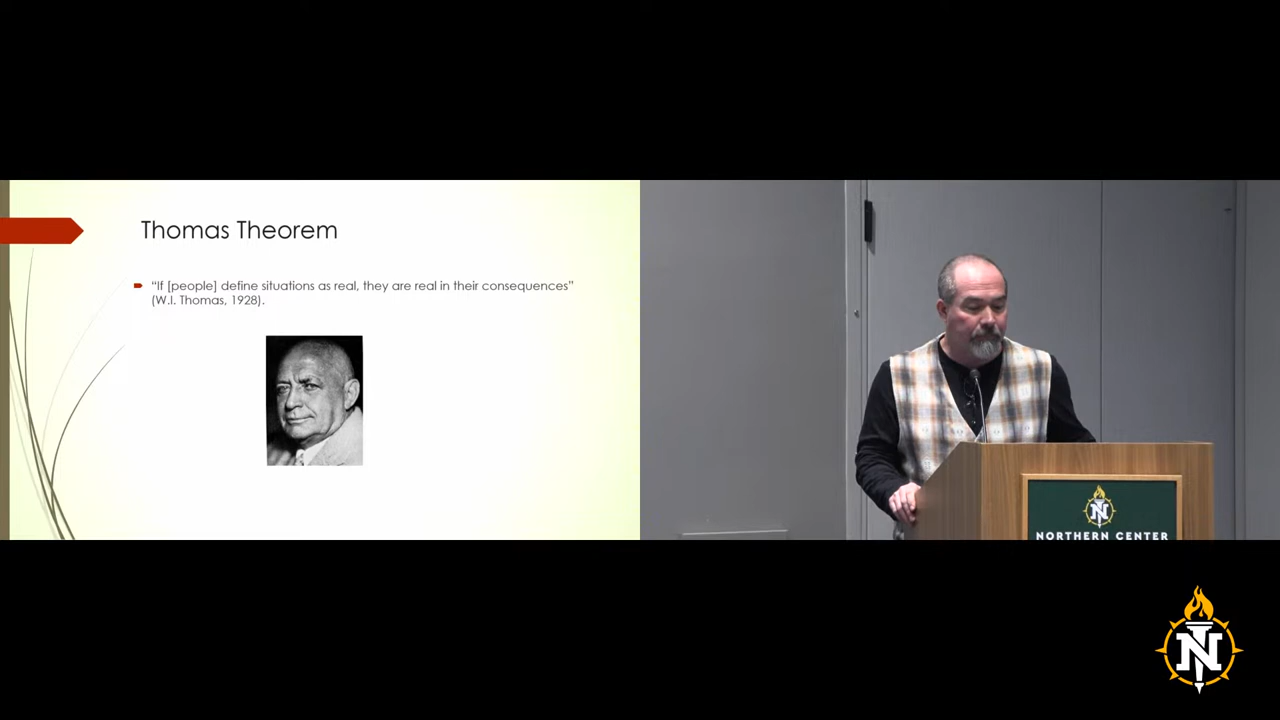 Thomas Theorem
“If [people] define situations as real, they are real in their consequences”
(W.I. Thomas, 1928).
N
NORTHERN CENTER
N